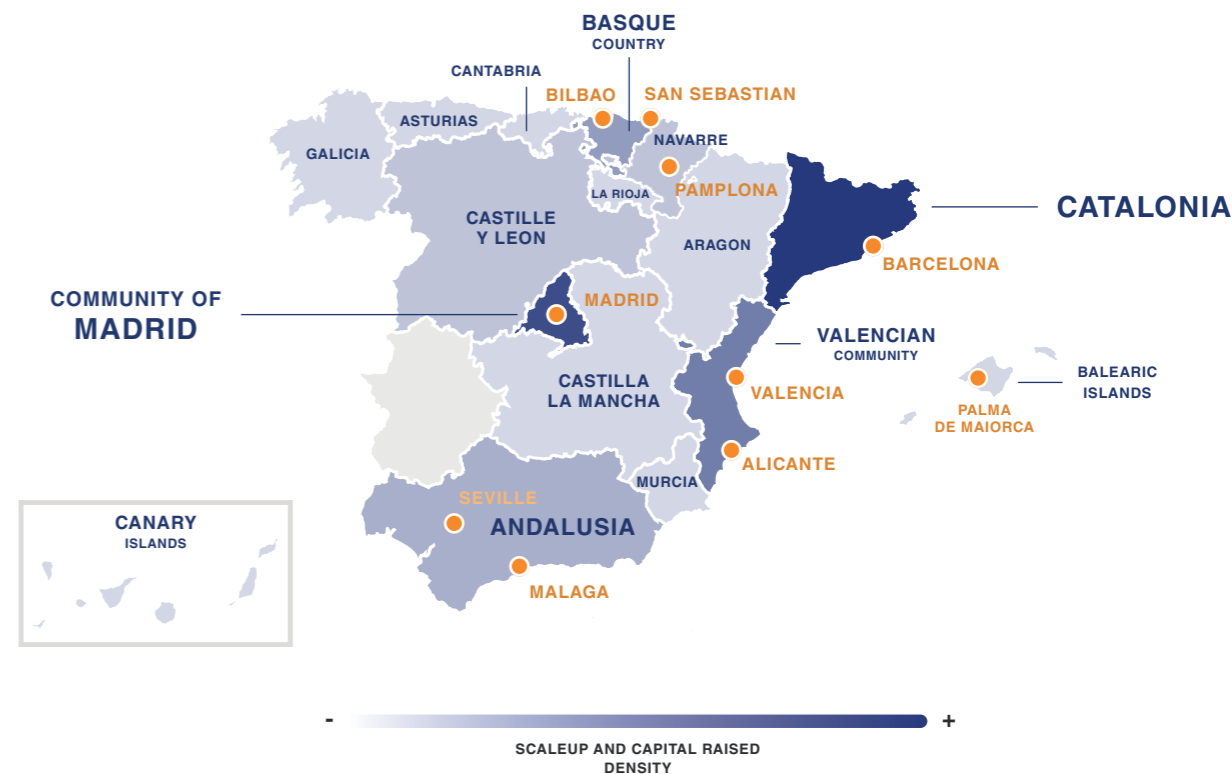 BASQUE
COUNTRY
CANTABRIA
BILBAO
SAN SEBASTIAN
ASTURIAS
GALICIA
NAVARRE
LA RIOJA
PAMPLONA
CASTILLE
Y LEON
ARAGON
CATALONIA
BARCELONA
COMMUNITY OF
MADRID
MADRID
VALENCIAN
COMMUNITY
CASTILLA
LA MANCHA
VALENCIA
BALEARIC
ISLANDS
PALMA
DE MAIORCA
ALICANTE
MURCIA
SEVILLE
ANDALUSIA
MALAGA
CANARY
ISLANDS
- +
SCALEUP AND CAPITAL RAISED
DENSITY